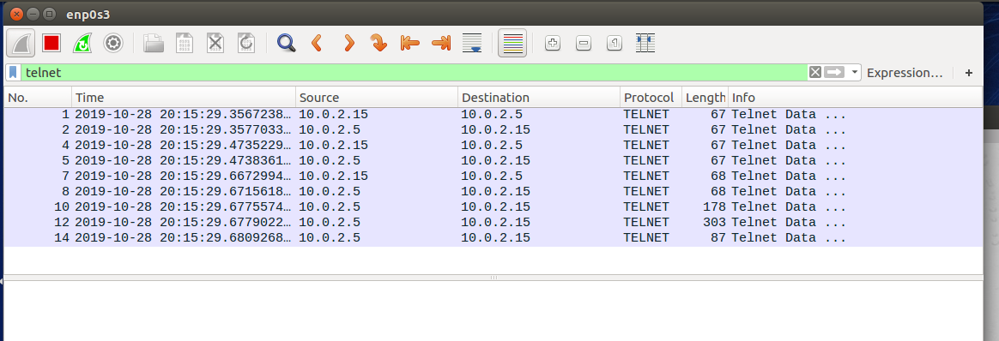 enp0s3
telnet Expression… +
No. Time Source Destination Protocol Length Info
1 2019-10-28 20:15:29.3567238… 10.0.2.15 10.0.2.5 TELNET 67 Telnet Data ...
2 2019-10-28 20:15:29.3577033… 10.0.2.5 10.0.2.15 TELNET 67 Telnet Data ...
4 2019-10-28 20:15:29.4735229… 10.0.2.15 10.0.2.5 TELNET 67 Telnet Data ...
5 2019-10-28 20:15:29.4738361… 10.0.2.5 10.0.2.15 TELNET 67 Telnet Data ...
7 2019-10-28 20:15:29.6672994… 10.0.2.15 10.0.2.5 TELNET 68 Telnet Data ...
8 2019-10-28 20:15:29.6715618… 10.0.2.5 10.0.2.15 TELNET 68 Telnet Data ...
10 2019-10-28 20:15:29.6775574… 10.0.2.5 10.0.2.15 TELNET 178 Telnet Data ...
12 2019-10-28 20:15:29.6779022… 10.0.2.5 10.0.2.15 TELNET 303 Telnet Data ...
14 2019-10-28 20:15:29.6809268… 10.0.2.5 10.0.2.15 TELNET 87 Telnet Data ...